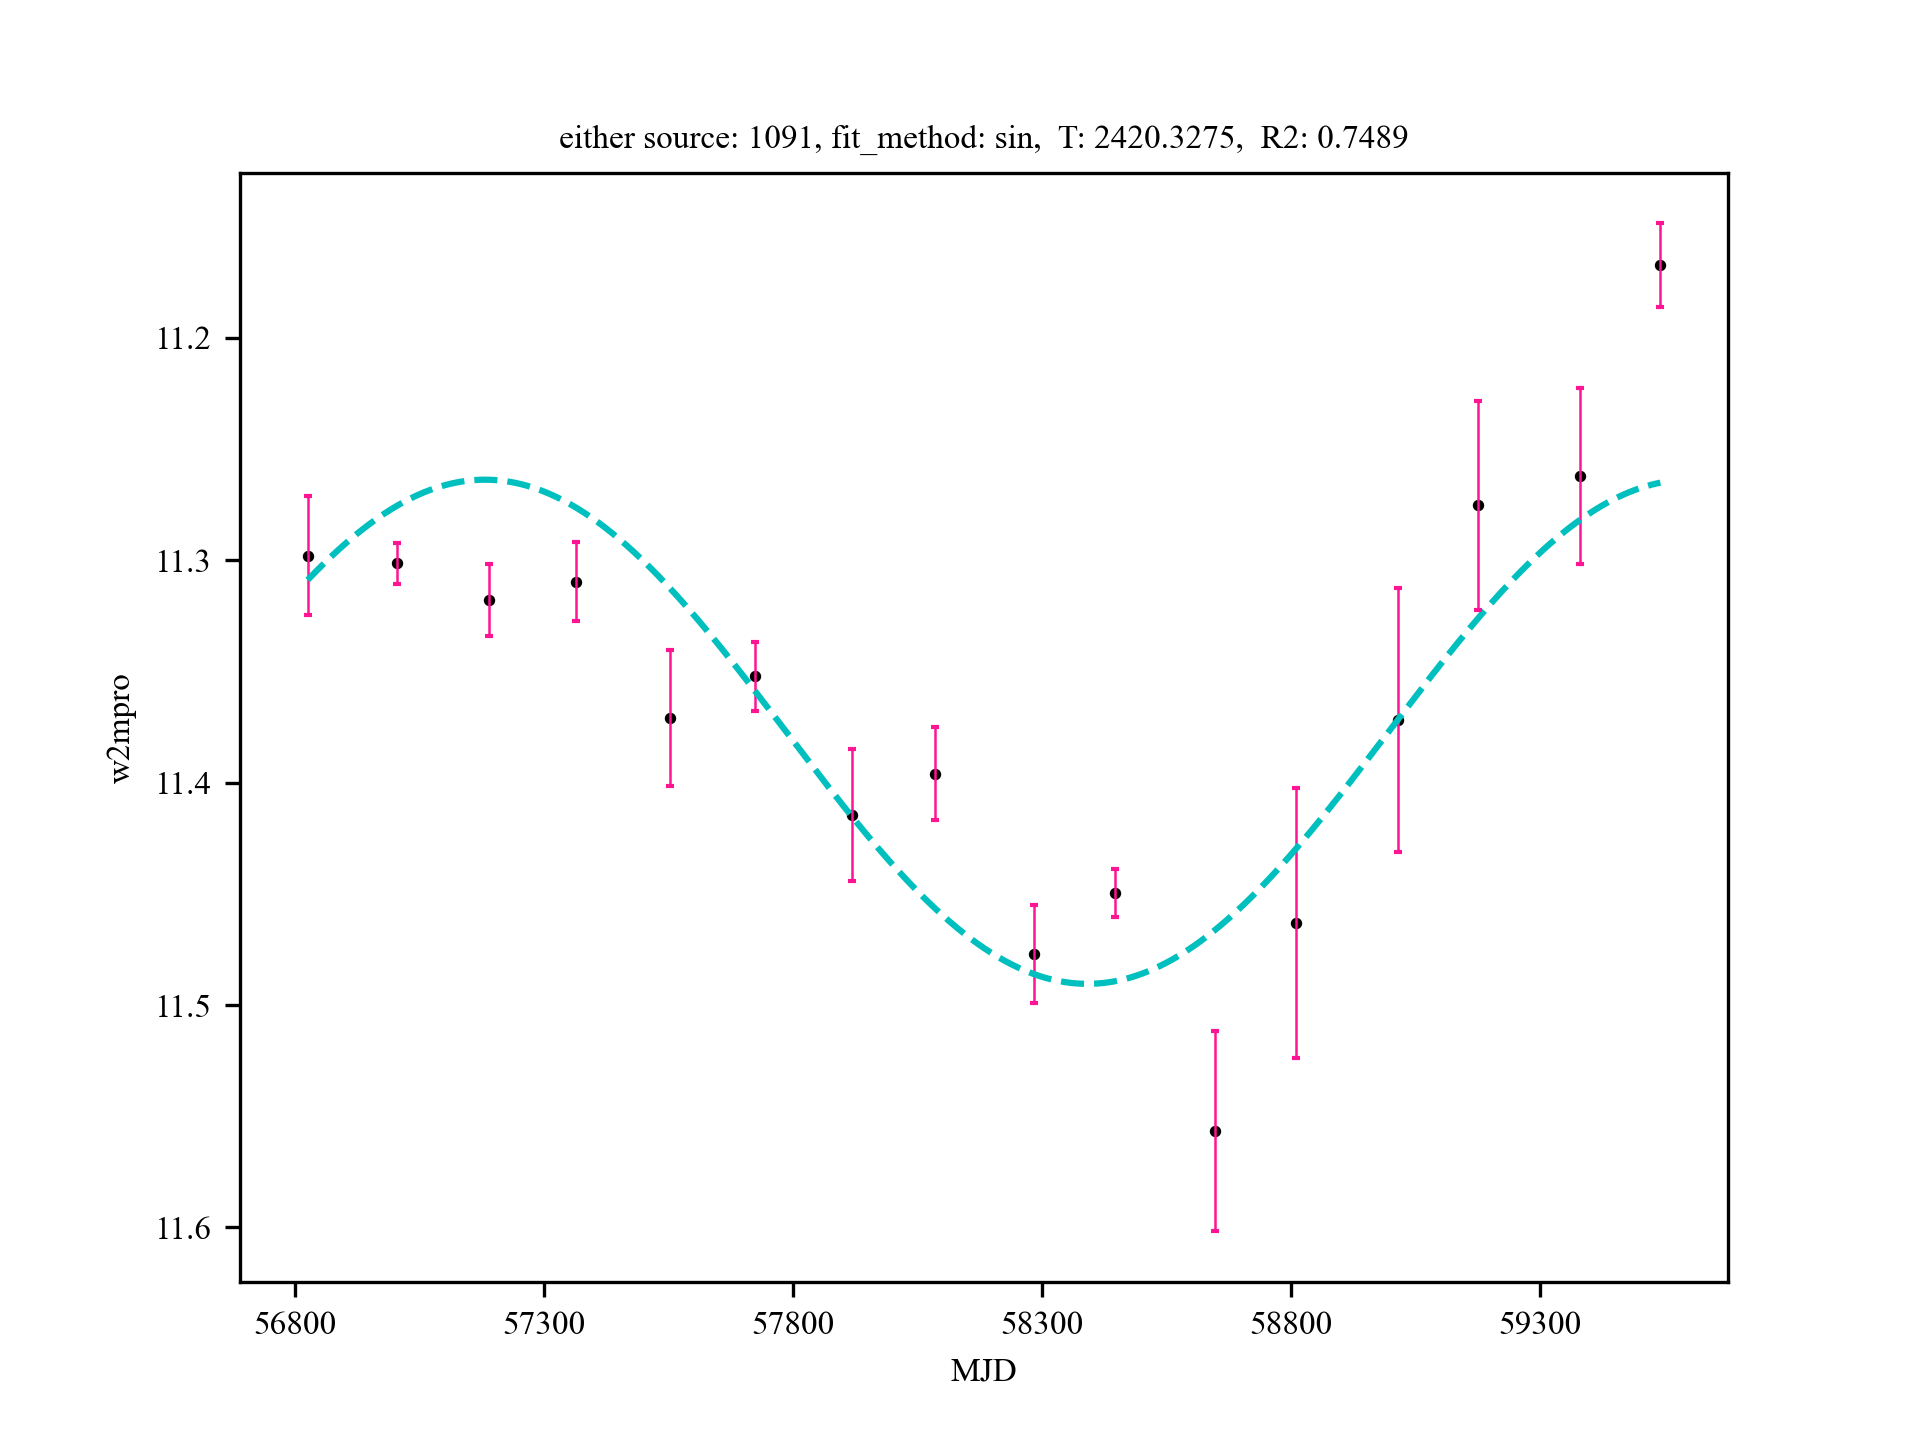 either source: 1091, fit_method: sin,  T: 2420.3275,  R2: 0.7489
11.2
11.3
11.4
11.5
11.6
w2mpro
56800 57300 57800 58300 58800 59300
MJD